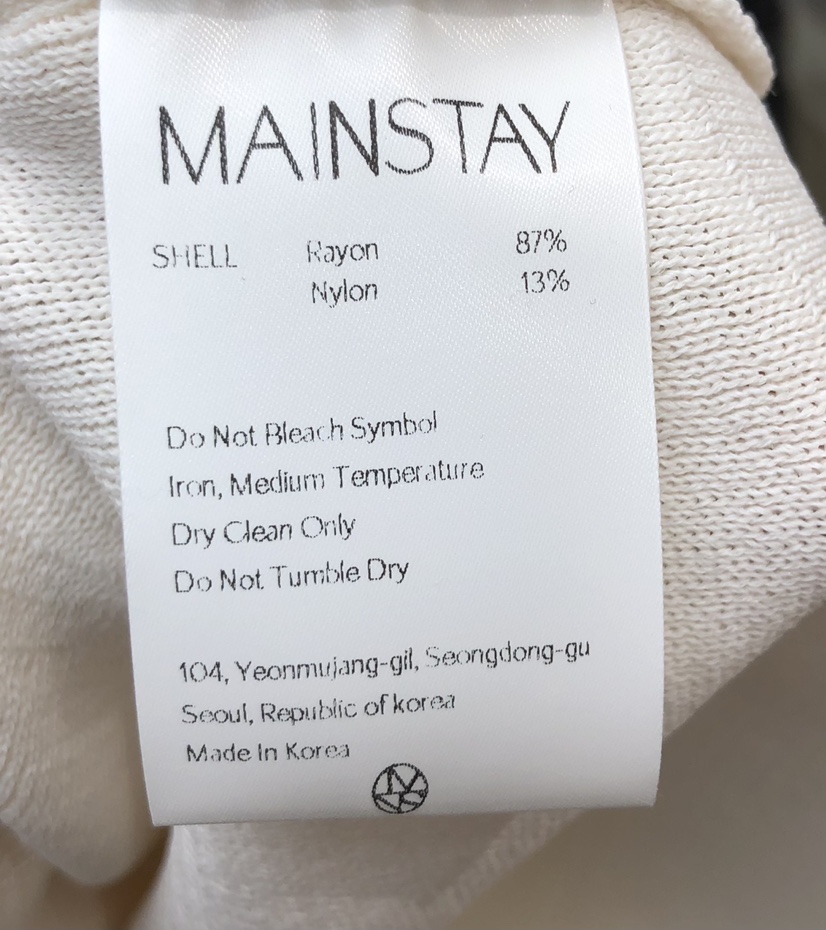 MAINSTAY
SHELL Rayon 87%
Nylon 13%
Do Not Bleach Symbol
Iron, Medium Temperature
Dry Clean Only
Do Not Tumble Dry
104, Yeonmujang-gil, Seongdong-gu
Seoul, Republic of korea
Made In Korea